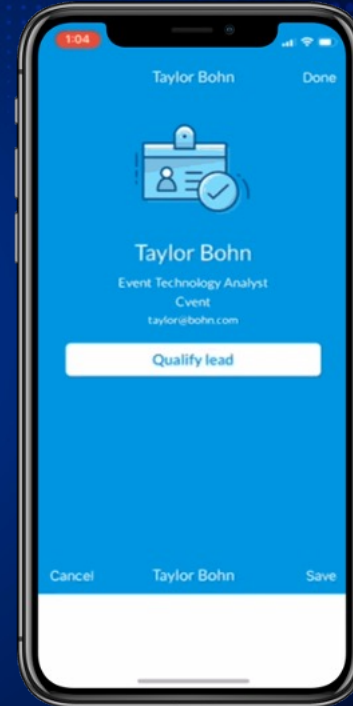 1:04
Taylor Bohn Done
Taylor Bohn
Event Technology Analyst
Cvent
taylor@bohn.com
Qualify lead
Cancel Taylor Bohn Save